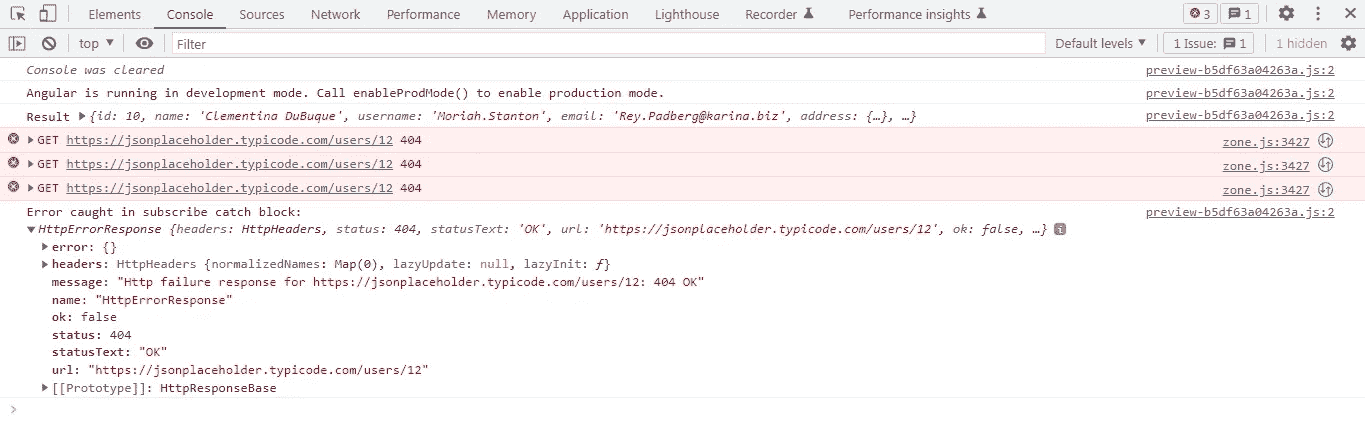 Elements Console Sources Network Performance Memory Application Lighthouse Recorder Performance insights 3 1
top Filter Default levels 1 Issue: 1 1 hidden
Console was cleared preview-b5df63a04263a.js:2
Angular is running in development mode. Call enableProdMode() to enable production mode. preview-b5df63a04263a.js:2
Result {id: 10, name: 'Clementina DuBuque', username: 'Moriah.Stanton', email: 'Rey.Padberg@karina.biz', address: {…}, …} preview-b5df63a04263a.js:2
GET https://jsonplaceholder.typicode.com/users/12 404 zone.js:3427
GET https://jsonplaceholder.typicode.com/users/12 404 zone.js:3427
GET https://jsonplaceholder.typicode.com/users/12 404 zone.js:3427
Error caught in subscribe catch block: preview-b5df63a04263a.js:2
HttpErrorResponse {headers: HttpHeaders, status: 404, statusText: 'OK', url: 'https://jsonplaceholder.typicode.com/users/12', ok: false, …} i
error: {}
headers: HttpHeaders {normalizedNames: Map(0), lazyUpdate: null, lazyInit: ƒ}
message: "Http failure response for https://jsonplaceholder.typicode.com/users/12: 404 OK"
name: "HttpErrorResponse"
ok: false
status: 404
statusText: "OK"
url: "https://jsonplaceholder.typicode.com/users/12"
[[Prototype]]: HttpResponseBase